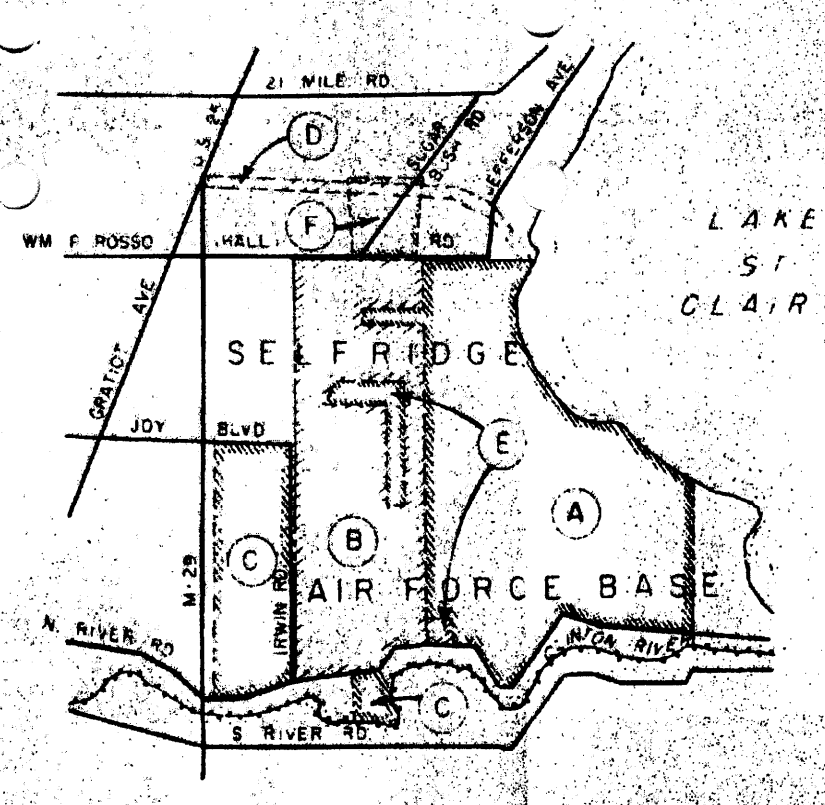 21 MILE RD
U.S. 25
D
SUGAR
BUSH RD
JEFFERSON AVE
LAKE
ST
CLAIR
F
WM P ROSSO
HALL
RD
GRATIOT AVE
SELFRIDGE
JOY
BLVD
E
A
B
C
M-29
IRWIN RD
AIR FORCE BASE
N. RIVER RD
CLINTON RIVER
C
S RIVER RD